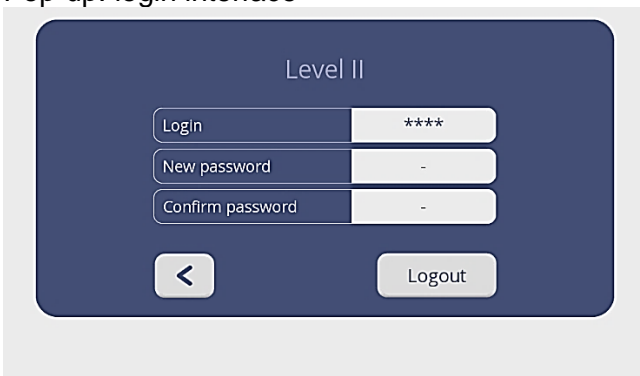 Pop-up: login interface
Level II
Login ****
New password -
Confirm password -
< Logout